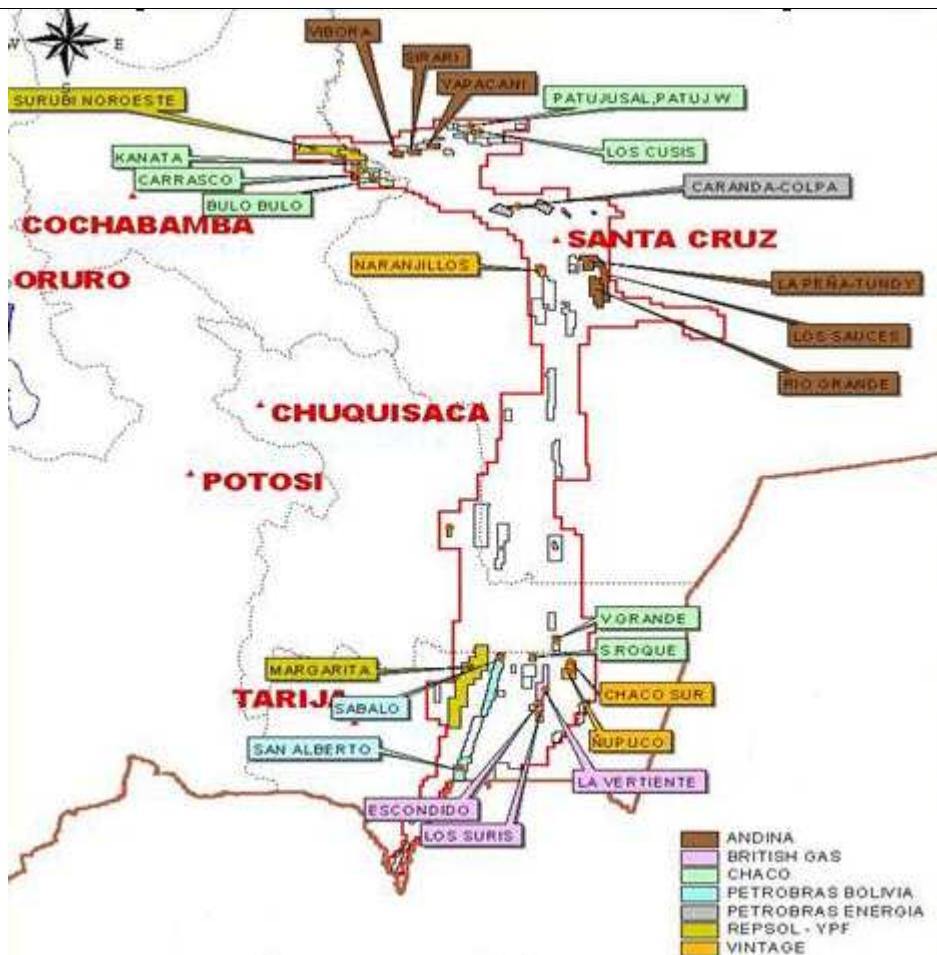 VIBORA
SIRARI
YAPACANI
W
E
S
SURUBI NOROESTE
PATUJUSAL,PATUJ.W
KANATA
LOS CUSIS
CARRASCO
BULO BULO
CARANDA-COLPA
COCHABAMBA
SANTA CRUZ
ORURO
NARANJILLOS
LA PEÑA-TUNDY
LOS SAUCES
RIO GRANDE
CHUQUISACA
POTOSI
V.GRANDE
S.ROQUE
MARGARITA
CHACO SUR
TARIJA
SABALO
ÑUPUCO
SAN ALBERTO
LA VERTIENTE
ESCONDIDO
LOS SURIS
ANDINA
BRITISH GAS
CHACO
PETROBRAS BOLIVIA
PETROBRAS ENERGIA
REPSOL - YPF
VINTAGE